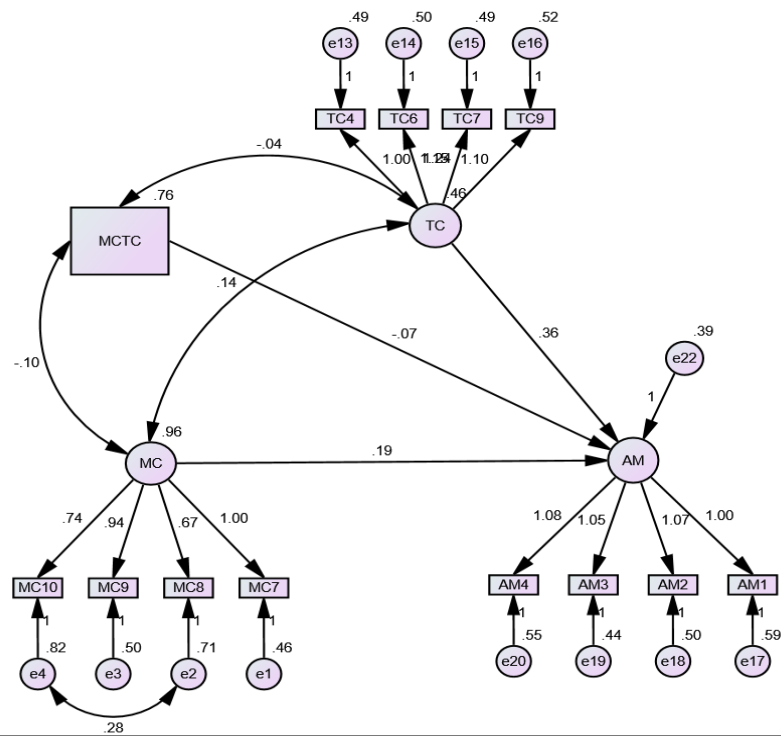 .49 .50 .49 .52
e13 e14 e15 e16
1 1 1 1
TC4 TC6 TC7 TC9
-.04
1.00 1.10
.76 .46
MCTC TC
.14
-.07 .36 .39
e22
-.10 1
.96
.19
MC AM
.74 .94 .67 1.00
1.08 1.05 1.07 1.00
MC10 MC9 MC8 MC7
AM4 AM3 AM2 AM1
1 1 1 1
1 1 1 1
.82 .50 .71 .46
.55 .44 .50 .59
e4 e3 e2 e1
e20 e19 e18 e17
.28